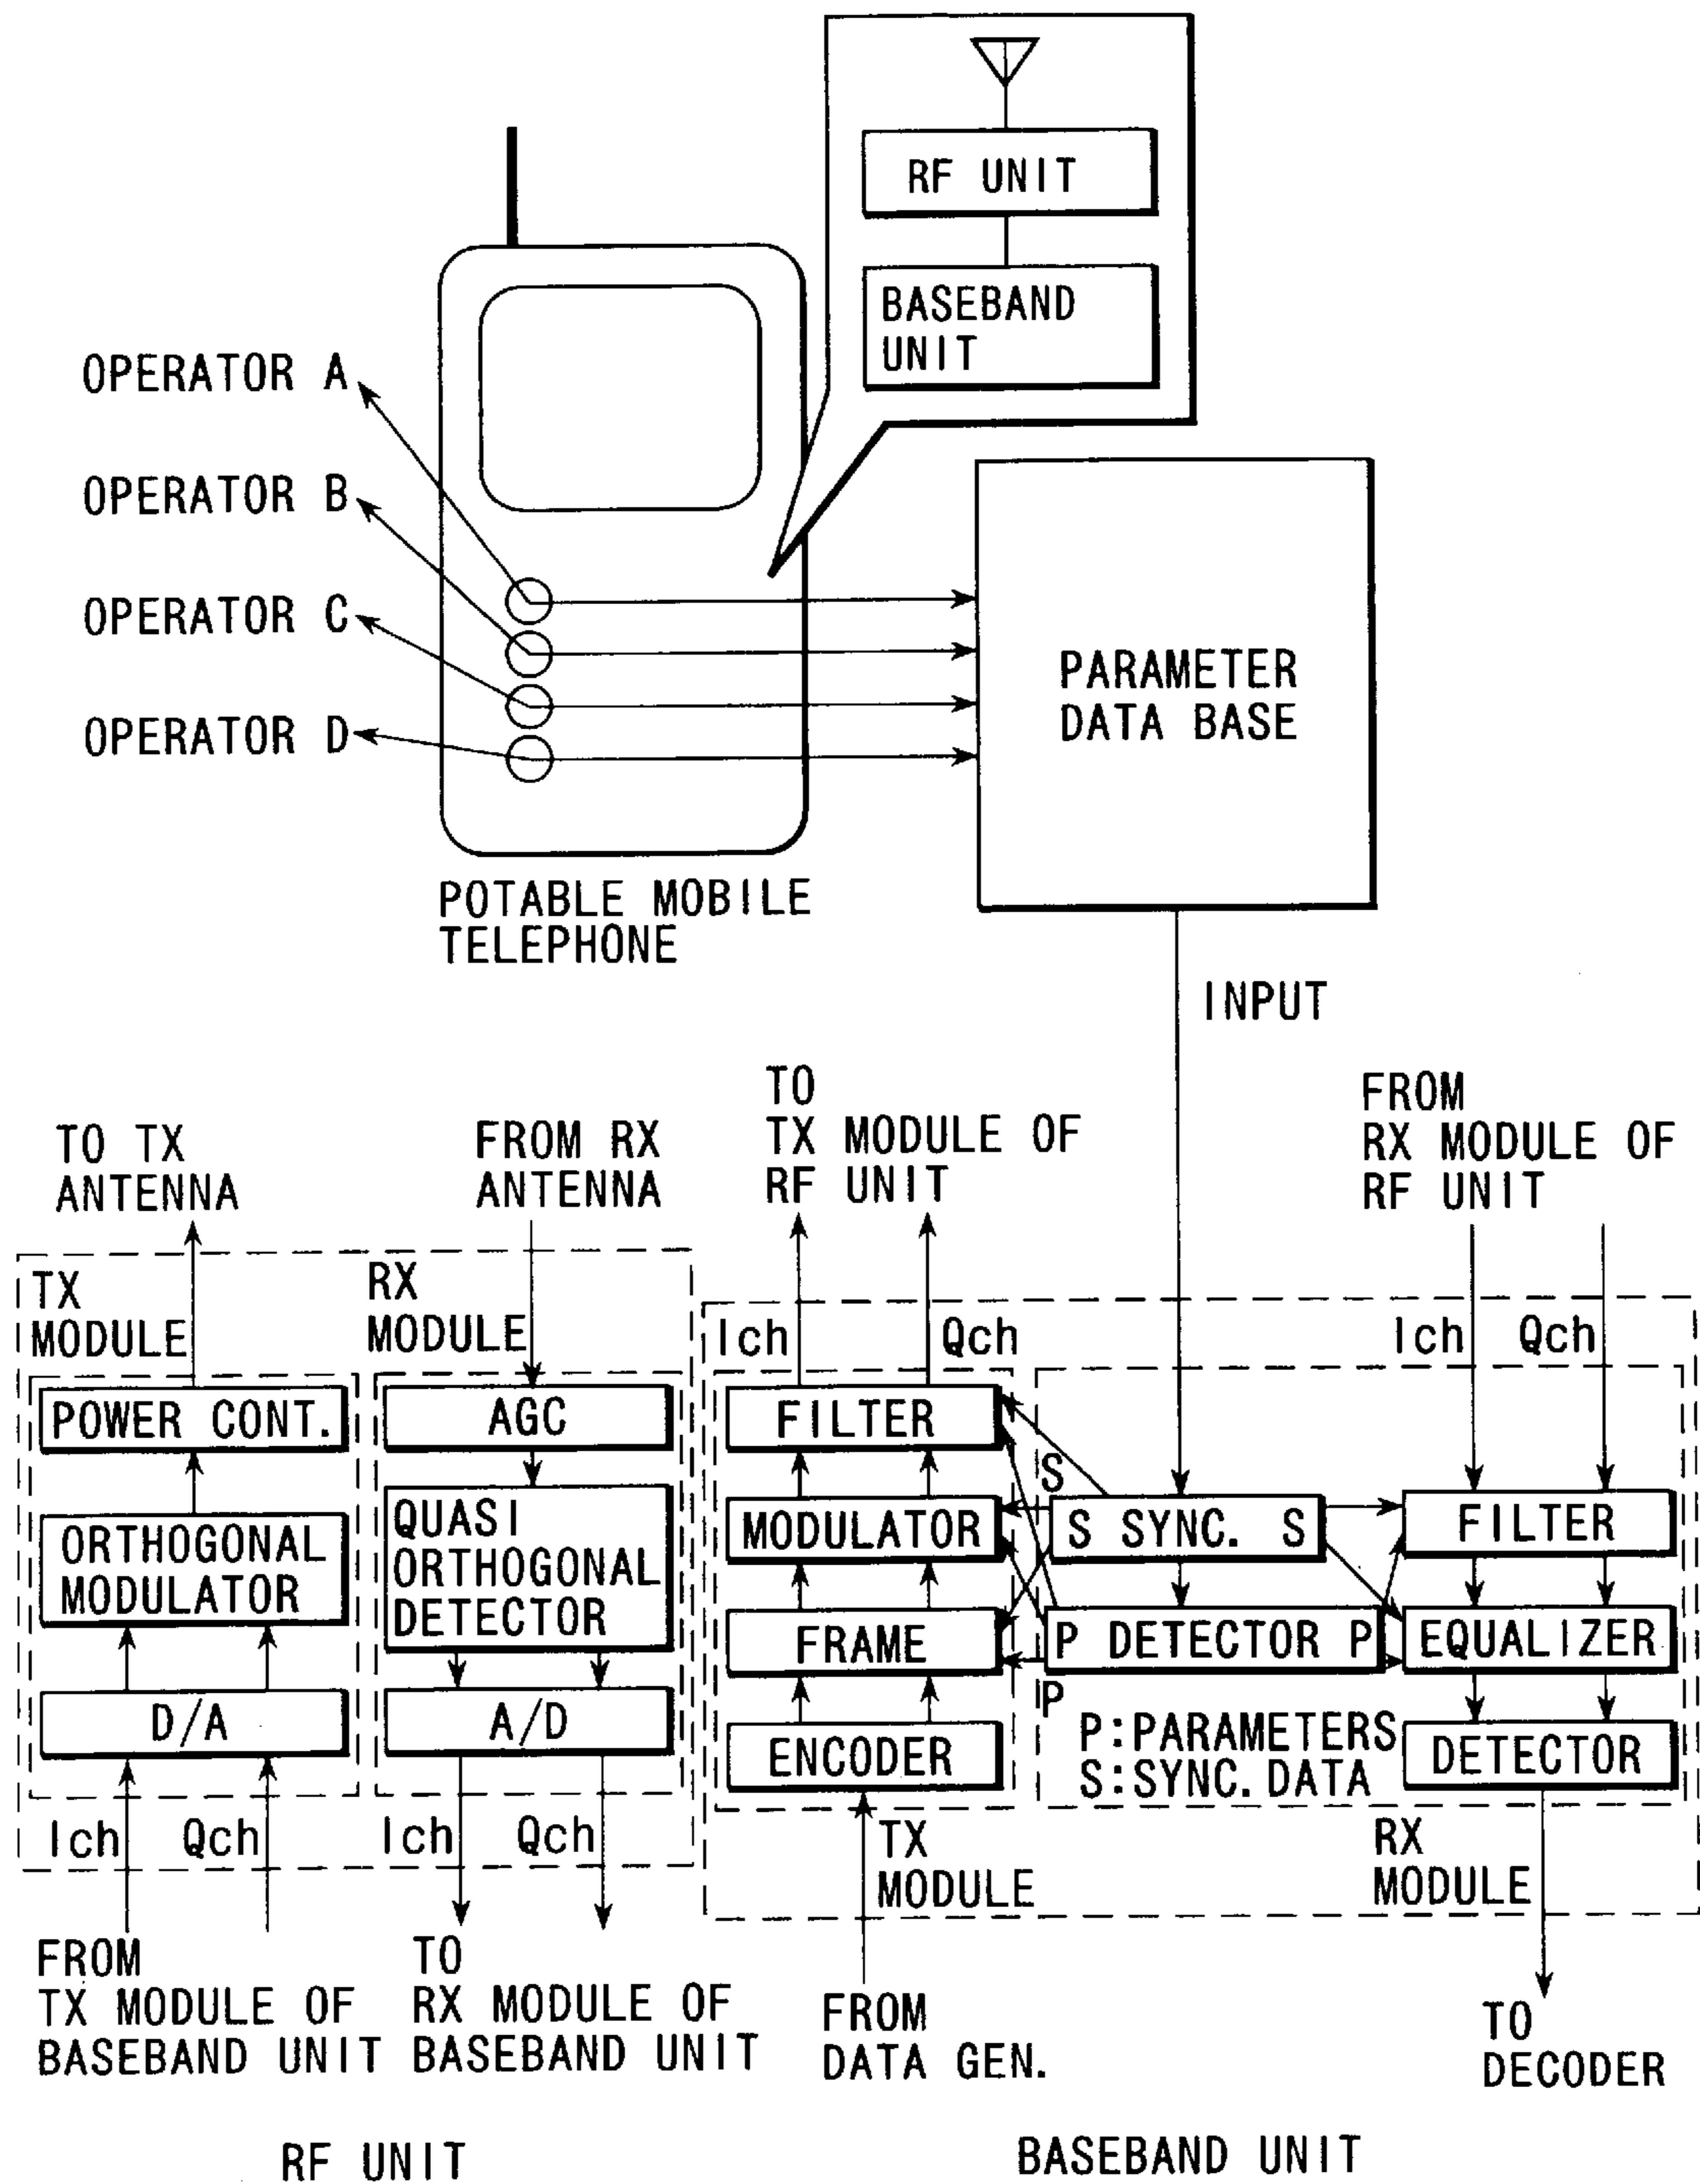 RF UNIT
BASEBAND
UNIT
OPERATOR A
OPERATOR B
OPERATOR C
OPERATOR D
PARAMETER
DATA BASE
POTABLE MOBILE
TELEPHONE
INPUT
TO TX
ANTENNA
FROM RX
ANTENNA
TO
TX MODULE OF
RF UNIT
FROM
RX MODULE OF
RF UNIT
TX
MODULE
RX
MODULE
Ich
Qch
Ich
Qch
POWER CONT.
ORTHOGONAL
MODULATOR
D/A
AGC
QUASI
ORTHOGONAL
DETECTOR
A/D
FILTER
MODULATOR
FRAME
ENCODER
S
S SYNC. S
P DETECTOR P
P
P:PARAMETERS
S:SYNC. DATA
FILTER
EQUALIZER
DETECTOR
Ich
Qch
Ich
Qch
TX
MODULE
RX
MODULE
FROM
TX MODULE OF
BASEBAND UNIT
TO
RX MODULE OF
BASEBAND UNIT
FROM
DATA GEN.
TO
DECODER
RF UNIT
BASEBAND UNIT